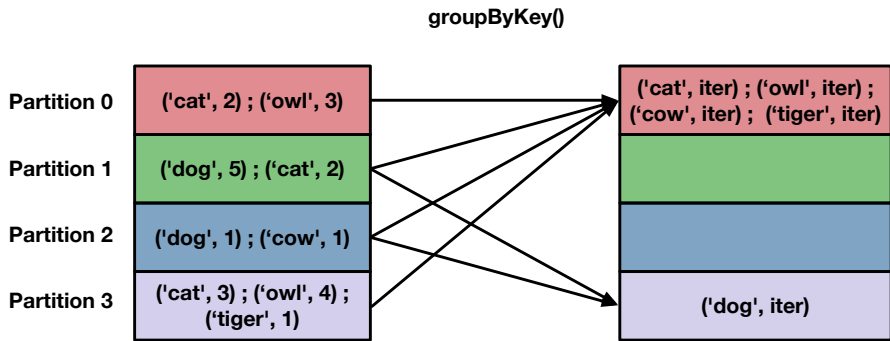 groupByKey()
Partition 0
('cat', 2) ; (‘owl', 3)
('cat', iter) ; (‘owl', iter) ;
(‘cow', iter) ; (‘tiger', iter)
Partition 1
('dog', 5) ; (‘cat', 2)
Partition 2
('dog', 1) ; (‘cow', 1)
Partition 3
('cat', 3) ; (‘owl', 4) ;
(‘tiger', 1)
('dog', iter)